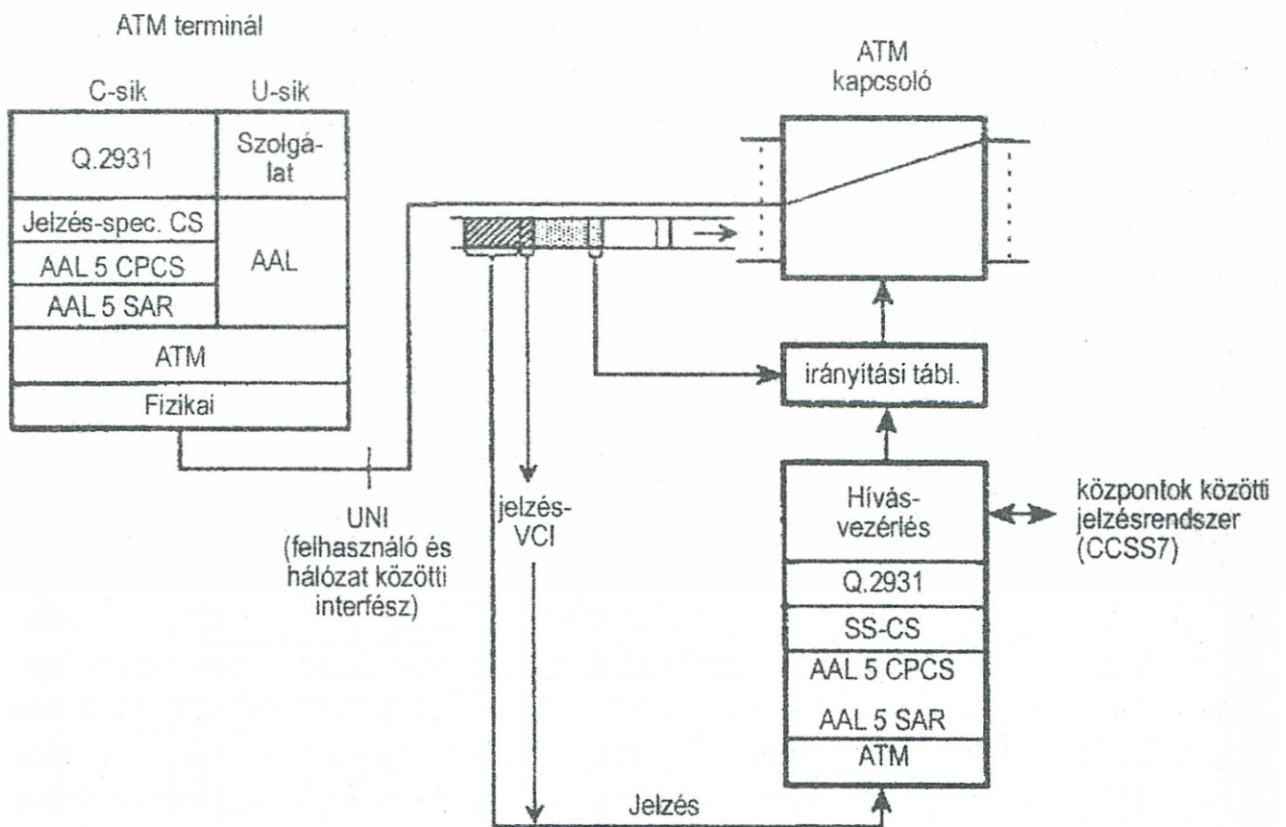 ATM terminál
C-sik
U-sik
Q.2931
Szolgá-
lat
Jelzés-spec. CS
AAL 5 CPCS
AAL 5 SAR
AAL
ATM
Fizikai
UNI
(felhasználó és
hálózat közötti
interfész)
jelzés-
VCI
ATM
kapcsoló
irányítási tábl.
Hívás-
vezérlés
Q.2931
SS-CS
AAL 5 CPCS
AAL 5 SAR
ATM
központok közötti
jelzésrendszer
(CCSS7)
Jelzés